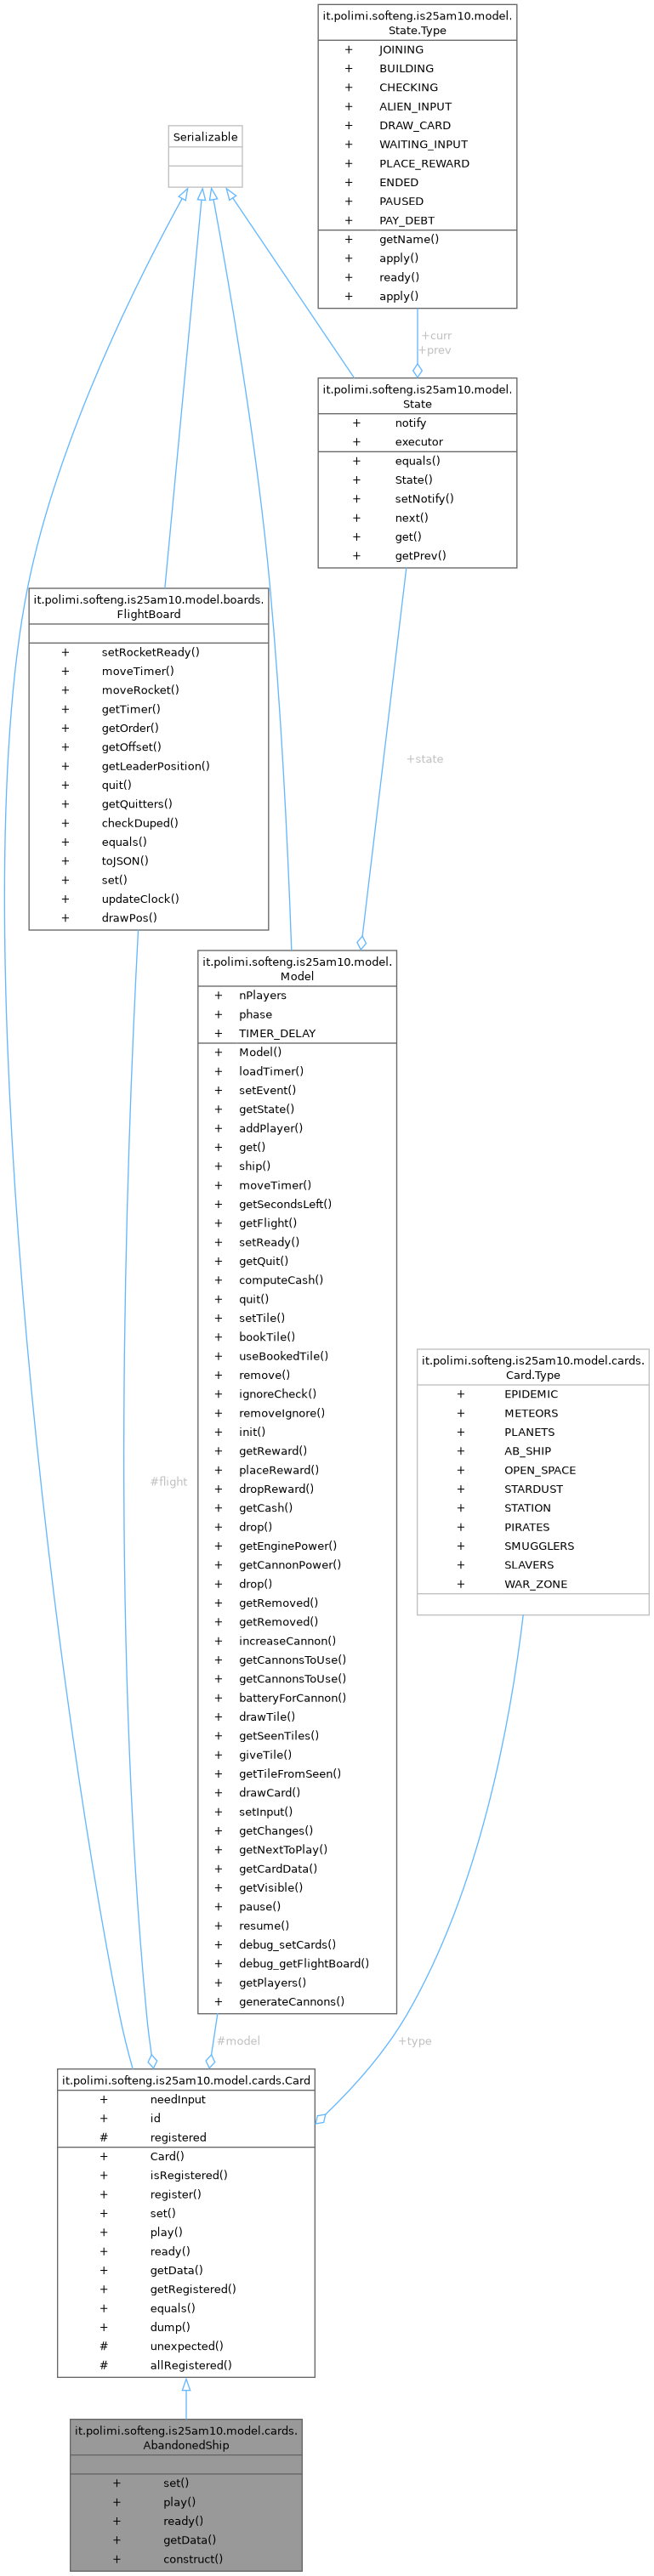 it.polimi.softeng.is25am10.model.
State.Type
+ JOINING
+ BUILDING
+ CHECKING
+ ALIEN_INPUT
+ DRAW_CARD
+ WAITING_INPUT
+ PLACE_REWARD
+ ENDED
+ PAUSED
+ PAY_DEBT
+ getName()
+ apply()
+ ready()
+ apply()
Serializable
+curr
+prev
it.polimi.softeng.is25am10.model.
State
+ notify
+ executor
+ equals()
+ State()
+ setNotify()
+ next()
+ get()
+ getPrev()
it.polimi.softeng.is25am10.model.boards.
FlightBoard
+ setRocketReady()
+ moveTimer()
+ moveRocket()
+ getTimer()
+ getOrder()
+ getOffset()
+ getLeaderPosition()
+ quit()
+ getQuitters()
+ checkDuped()
+ equals()
+ toJSON()
+ set()
+ updateClock()
+ drawPos()
+state
it.polimi.softeng.is25am10.model.
Model
+ nPlayers
+ phase
+ TIMER_DELAY
+ Model()
+ loadTimer()
+ setEvent()
+ getState()
+ addPlayer()
+ get()
+ ship()
+ moveTimer()
+ getSecondsLeft()
+ getFlight()
+ setReady()
+ getQuit()
+ computeCash()
+ quit()
+ setTile()
+ bookTile()
+ useBookedTile()
+ remove()
+ ignoreCheck()
+ removeIgnore()
+ init()
+ getReward()
+ placeReward()
+ dropReward()
+ getCash()
+ drop()
+ getEnginePower()
+ getCannonPower()
+ drop()
+ getRemoved()
+ getRemoved()
+ increaseCannon()
+ getCannonsToUse()
+ getCannonsToUse()
+ batteryForCannon()
+ drawTile()
+ getSeenTiles()
+ giveTile()
+ getTileFromSeen()
+ drawCard()
+ setInput()
+ getChanges()
+ getNextToPlay()
+ getCardData()
+ getVisible()
+ pause()
+ resume()
+ debug_setCards()
+ debug_getFlightBoard()
+ getPlayers()
+ generateCannons()
it.polimi.softeng.is25am10.model.cards.
Card.Type
+ EPIDEMIC
+ METEORS
+ PLANETS
+ AB_SHIP
+ OPEN_SPACE
+ STARDUST
+ STATION
+ PIRATES
+ SMUGGLERS
+ SLAVERS
+ WAR_ZONE
#flight
#model
+type
it.polimi.softeng.is25am10.model.cards.Card
+ needInput
+ id
# registered
+ Card()
+ isRegistered()
+ register()
+ set()
+ play()
+ ready()
+ getData()
+ getRegistered()
+ equals()
+ dump()
# unexpected()
# allRegistered()
it.polimi.softeng.is25am10.model.cards.
AbandonedShip
+ set()
+ play()
+ ready()
+ getData()
+ construct()